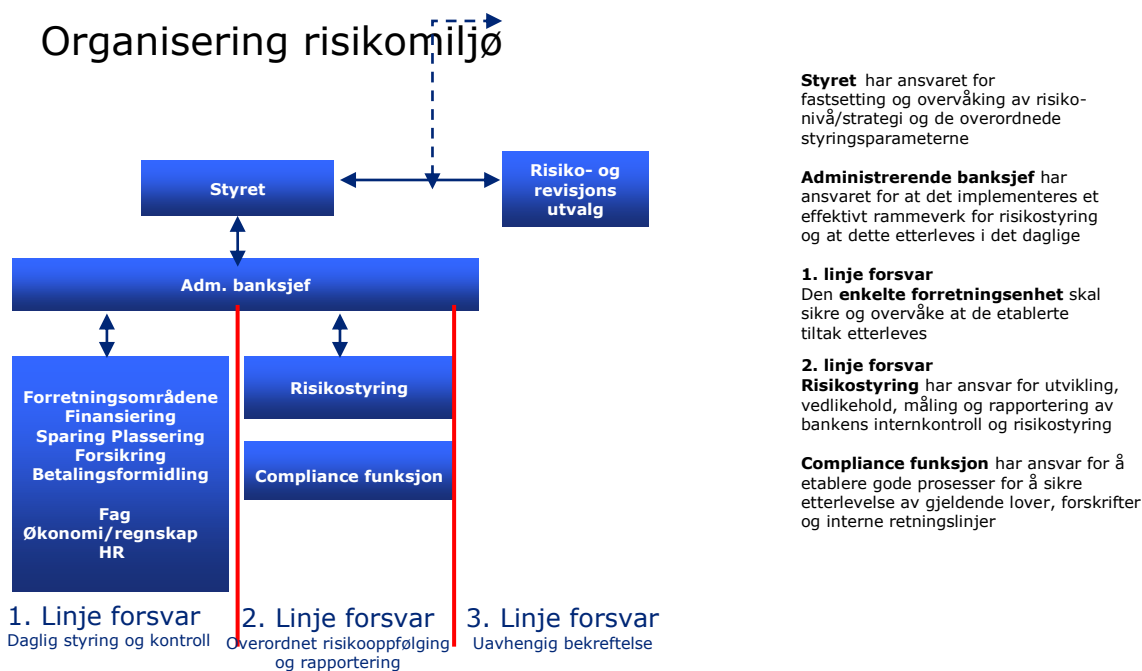 Organisering risikomiljø
Styret
Risiko- og
revisjons
utvalg
Adm. banksjef
Forretningsområdene
Finansiering
Sparing Plassering
Forsikring
Betalingsformidling
Fag
Økonomi/regnskap
HR
Risikostyring
Compliance funksjon
1. Linje forsvar
Daglig styring og kontroll
2. Linje forsvar
Overordnet risikooppfølging
og rapportering
3. Linje forsvar
Uavhengig bekreftelse
Styret har ansvaret for
fastsetting og overvåking av risiko-
nivå/strategi og de overordnede
styringsparameterne
Administrerende banksjef har
ansvaret for at det implementeres et
effektivt rammeverk for risikostyring
og at dette etterleves i det daglige
1. linje forsvar
Den enkelte forretningsenhet skal
sikre og overvåke at de etablerte
tiltak etterleves
2. linje forsvar
Risikostyring har ansvar for utvikling,
vedlikehold, måling og rapportering av
bankens internkontroll og risikostyring
Compliance funksjon har ansvar for å
etablere gode prosesser for å sikre
etterlevelse av gjeldende lover, forskrifter
og interne retningslinjer